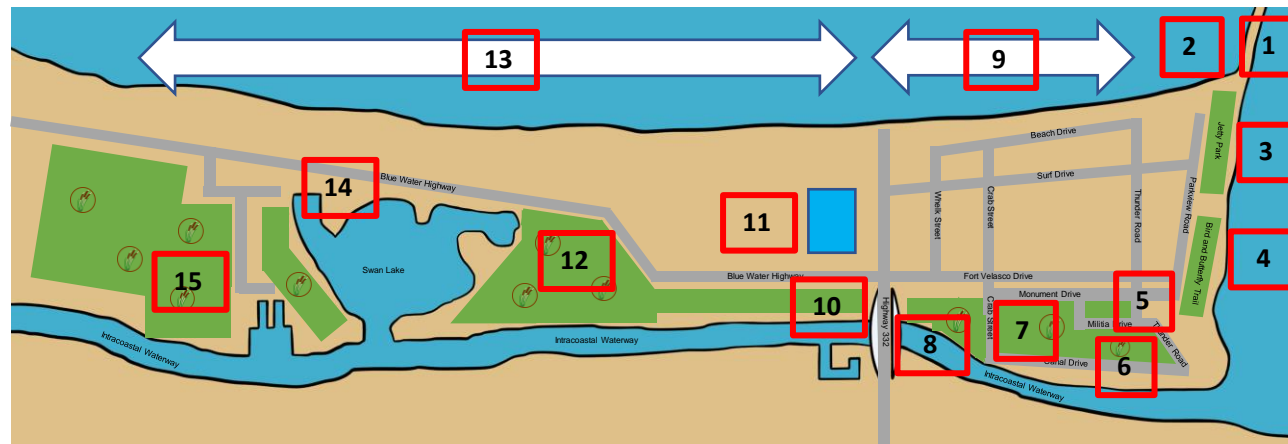 13
9
2
1
Beach Drive
Jetty Park
3
Surf Drive
14
Blue Water Highway
Whelk Street
Crab Street
Thunder Road
Parkview Road
11
Bird and Butterfly Trail
12
4
Swan Lake
15
Blue Water Highway
Fort Velasco Drive
Monument Drive
5
10
Highway 332
Crab Street
7
Militia Drive
Thunder Road
8
Intracoastal Waterway
Intracoastal Waterway
Canal Drive
6
Intracoastal Waterway